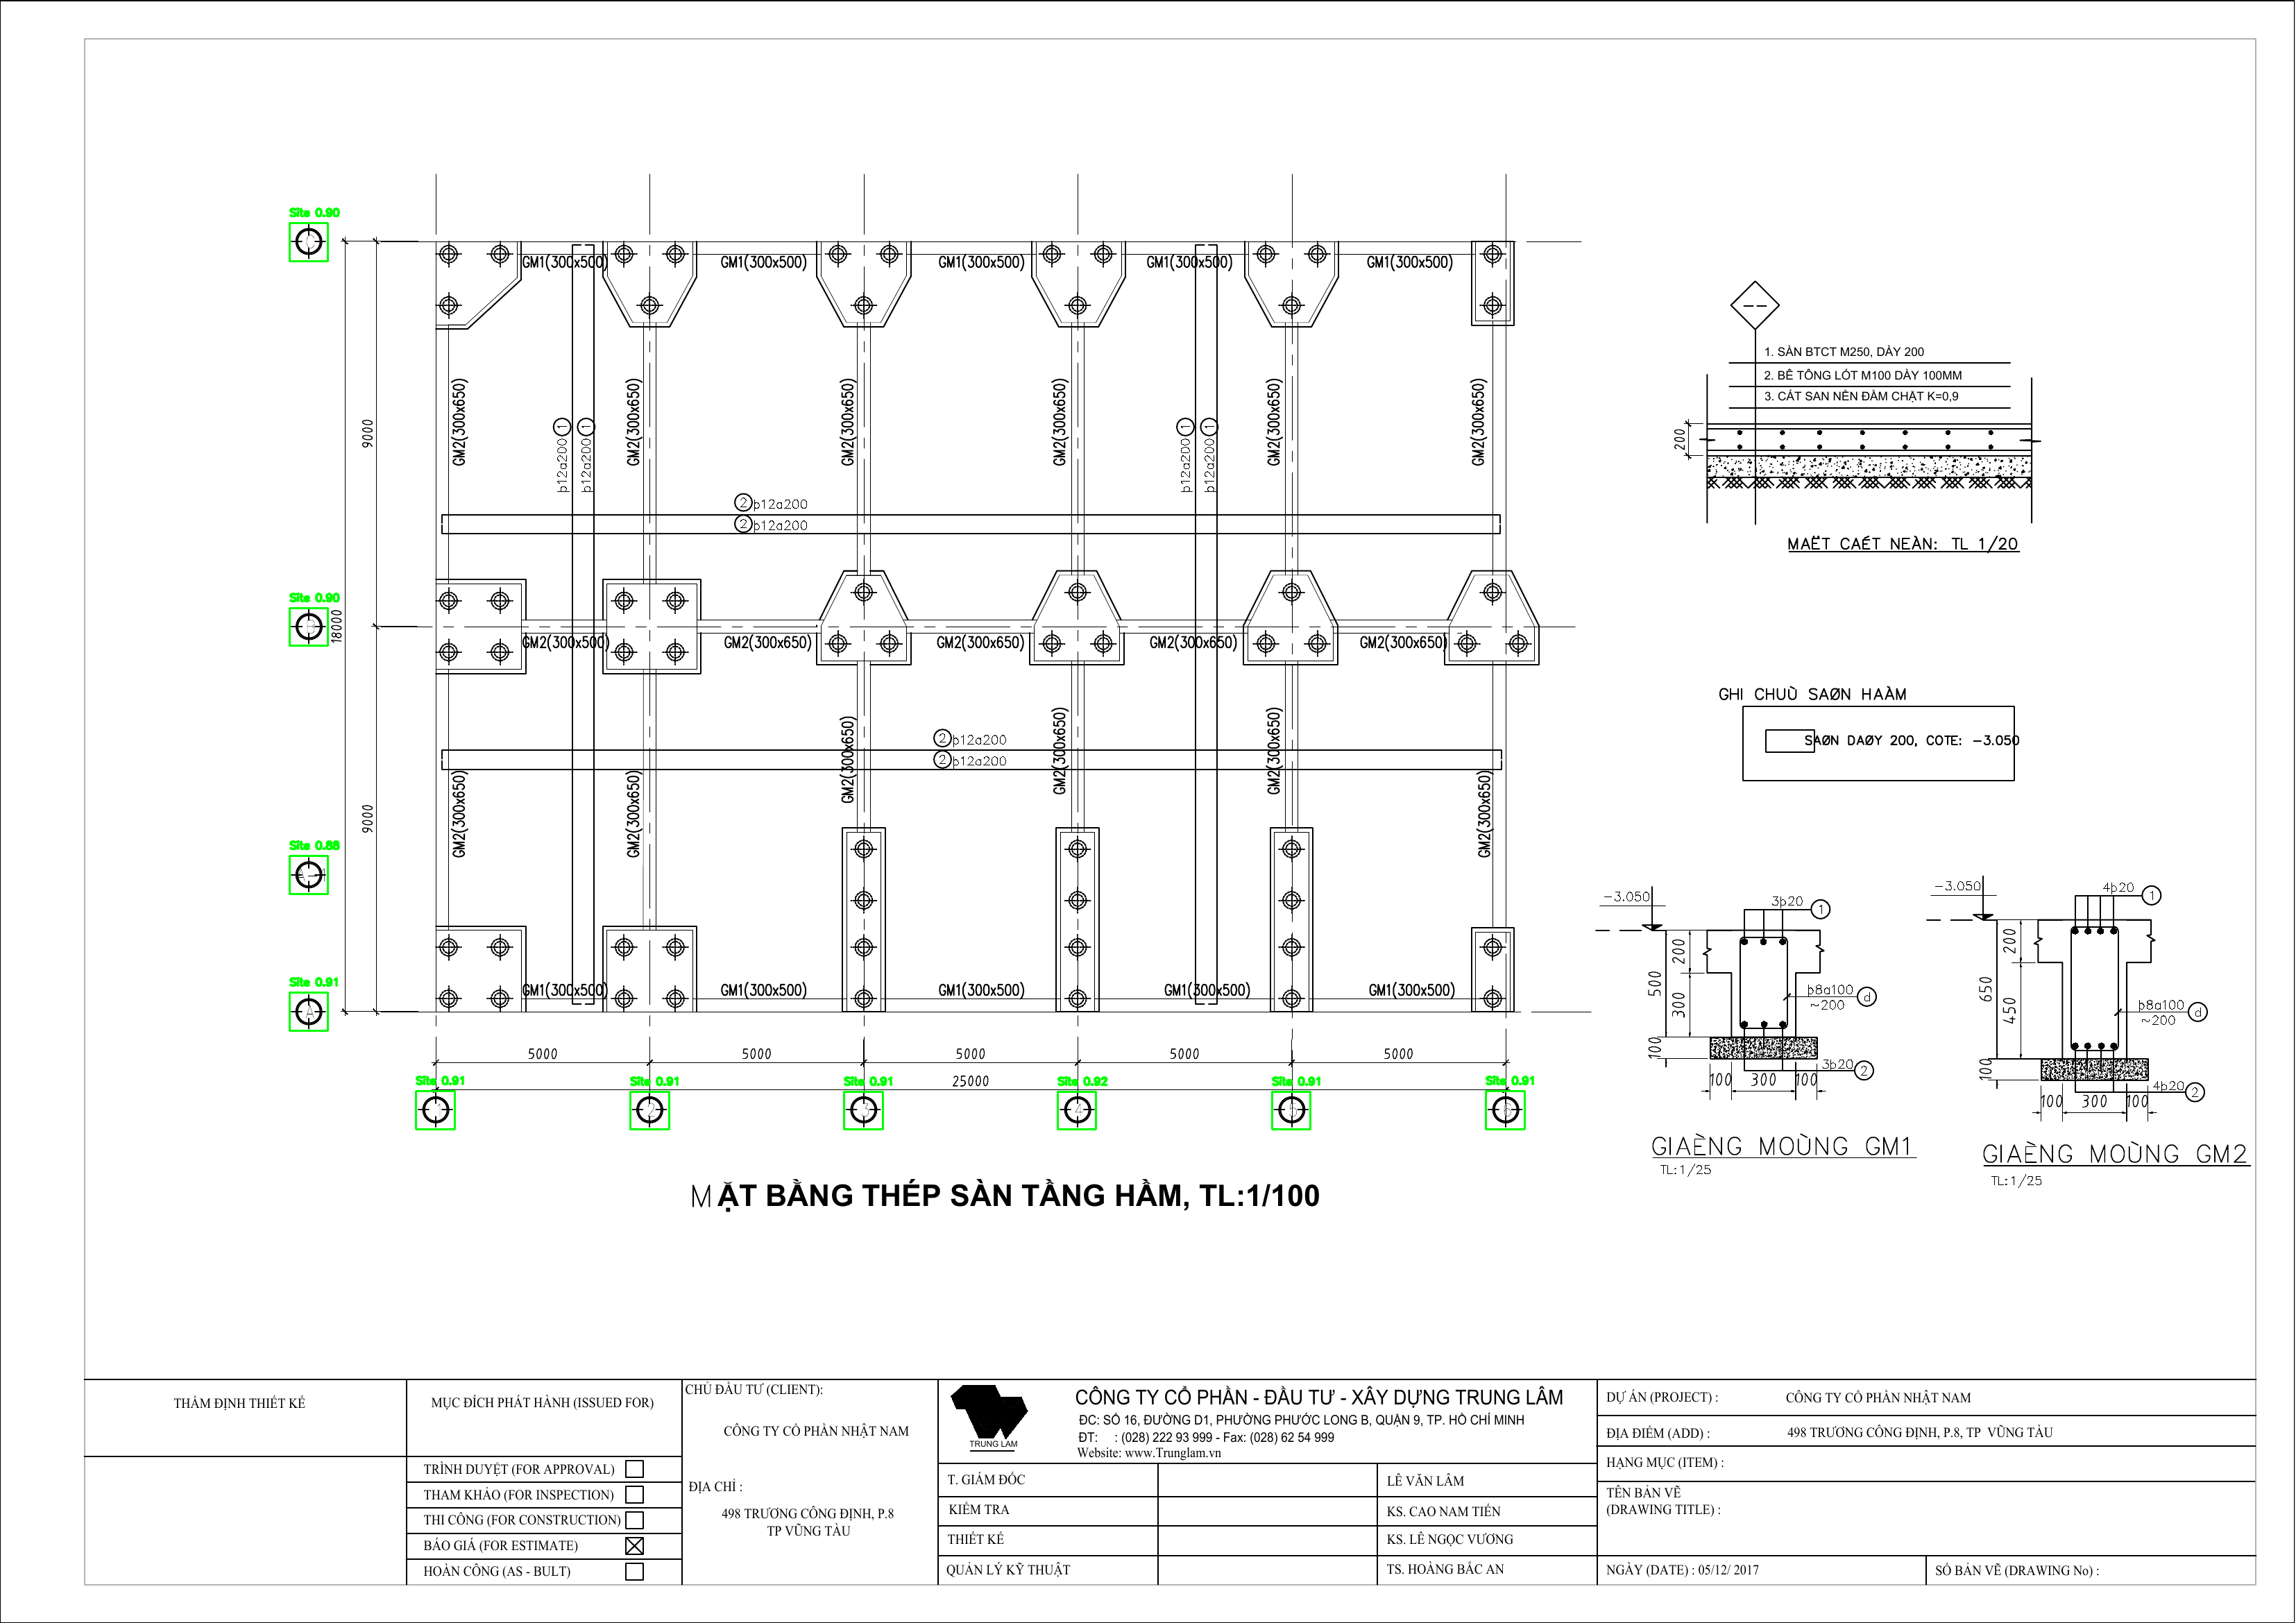 Site 0.90
GM1(300x500)
GM1(300x500)
GM1(300x500)
GM1(300x500)
GM1(300x500)
GM2(300x650)
GM2(300x650)
GM2(300x650)
GM2(300x650)
GM2(300x650)
GM2(300x650)
9000
þ12a200 1
þ12a200 1
þ12a200 1
þ12a200 1
2 þ12a200
2 þ12a200
Site 0.90
B
18000
GM2(300x500)
GM2(300x650)
GM2(300x650)
GM2(300x650)
GM2(300x650)
2 þ12a200
2 þ12a200
GM2(300x650)
GM2(300x650)
GM2(300x650)
GM2(300x650)
GM2(300x650)
GM2(300x650)
9000
Site 0.88
Site 0.91
A
GM1(300x500)
GM1(300x500)
GM1(300x500)
GM1(300x500)
GM1(300x500)
5000
5000
5000
5000
5000
25000
Site 0.91
Site 0.91
Site 0.91
Site 0.92
Site 0.91
Site 0.91
1
2
3
4
5
6
MẶT BẰNG THÉP SÀN TẦNG HẦM, TL:1/100
1. SÀN BTCT M250, DÀY 200
2. BÊ TÔNG LÓT M100 DÀY 100MM
3. CÁT SAN NỀN ĐẦM CHẶT K=0,9
200
MAËT CAÉT NEÀN: TL 1/20
GHI CHUÙ SAØN HAÀM
SAØN DAØY 200, COTE: -3.050
-3.050
3þ20 1
500
200
300
100
þ8a100 d
~200
3þ20 2
100 300 100
GIAÈNG MOÙNG GM1
TL:1/25
-3.050
4þ20 1
650
200
450
100
þ8a100 d
~200
4þ20 2
100 300 100
GIAÈNG MOÙNG GM2
TL:1/25
THẨM ĐỊNH THIẾT KẾ
MỤC ĐÍCH PHÁT HÀNH (ISSUED FOR)
TRÌNH DUYỆT (FOR APPROVAL)
THAM KHẢO (FOR INSPECTION)
THI CÔNG (FOR CONSTRUCTION)
BÁO GIÁ (FOR ESTIMATE)
HOÀN CÔNG (AS - BULT)
CHỦ ĐẦU TƯ (CLIENT):
CÔNG TY CỔ PHẦN NHẬT NAM
ĐỊA CHỈ :
498 TRƯƠNG CÔNG ĐỊNH, P.8
TP VŨNG TÀU
TRUNG LAM
CÔNG TY CỔ PHẦN - ĐẦU TƯ - XÂY DỰNG TRUNG LÂM
ĐC: SỐ 16, ĐƯỜNG D1, PHƯỜNG PHƯỚC LONG B, QUẬN 9, TP. HỒ CHÍ MINH
ĐT: : (028) 222 93 999 - Fax: (028) 62 54 999
Website: www.Trunglam.vn
T. GIÁM ĐỐC LÊ VĂN LÂM
KIỂM TRA KS. CAO NAM TIẾN
THIẾT KẾ KS. LÊ NGỌC VƯƠNG
QUẢN LÝ KỸ THUẬT TS. HOÀNG BẮC AN
DỰ ÁN (PROJECT) : CÔNG TY CỔ PHẦN NHẬT NAM
ĐỊA ĐIỂM (ADD) : 498 TRƯƠNG CÔNG ĐỊNH, P.8, TP VŨNG TÀU
HẠNG MỤC (ITEM) :
TÊN BẢN VẼ
(DRAWING TITLE) :
NGÀY (DATE) : 05/12/ 2017
SỐ BẢN VẼ (DRAWING No) :